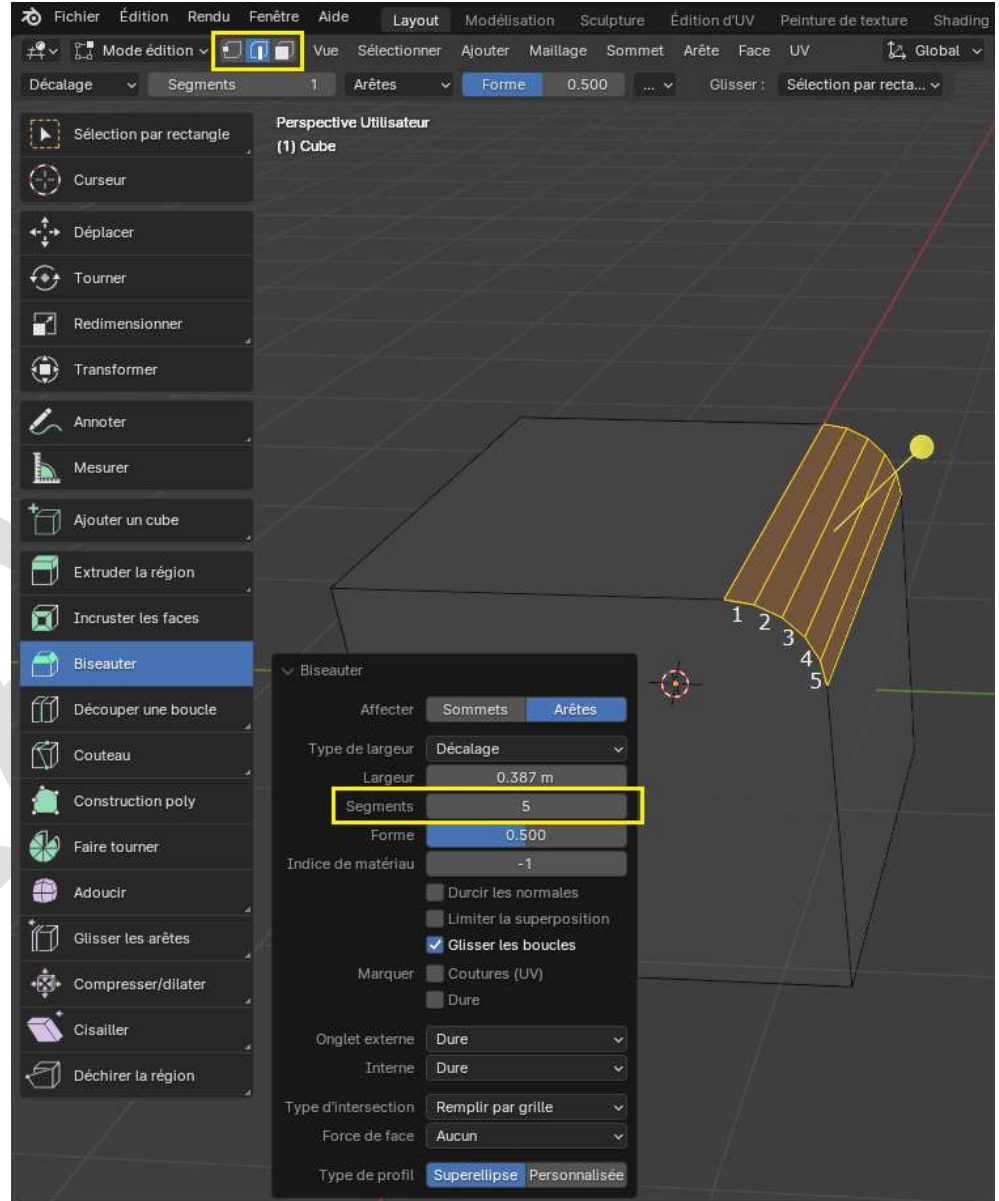 Fichier Édition Rendu Fenêtre Aide Layout Modélisation Sculpture Édition d'UV Peinture de texture Shading
Mode édition Vue Sélectionner Ajouter Maillage Sommet Arête Face UV Global
Décalage Segments 1 Arêtes Forme 0.500 ... Glisser : Sélection par recta...
Perspective Utilisateur
(1) Cube
Sélection par rectangle
Curseur
Déplacer
Tourner
Redimensionner
Transformer
Annoter
Mesurer
Ajouter un cube
Extruder la région
Incruster les faces
Biseauter
Découper une boucle
Couteau
Construction poly
Faire tourner
Adoucir
Glisser les arêtes
Compresser/dilater
Cisailler
Déchirer la région
1
2
3
4
5
Biseauter
Affecter Sommets Arêtes
Type de largeur Décalage
Largeur 0.387 m
Segments 5
Forme 0.500
Indice de matériau -1
Durcir les normales
Limiter la superposition
Glisser les boucles
Marquer Coutures (UV)
Dure
Onglet externe Dure
Interne Dure
Type d'intersection Remplir par grille
Force de face Aucun
Type de profil Superellipse Personnalisée